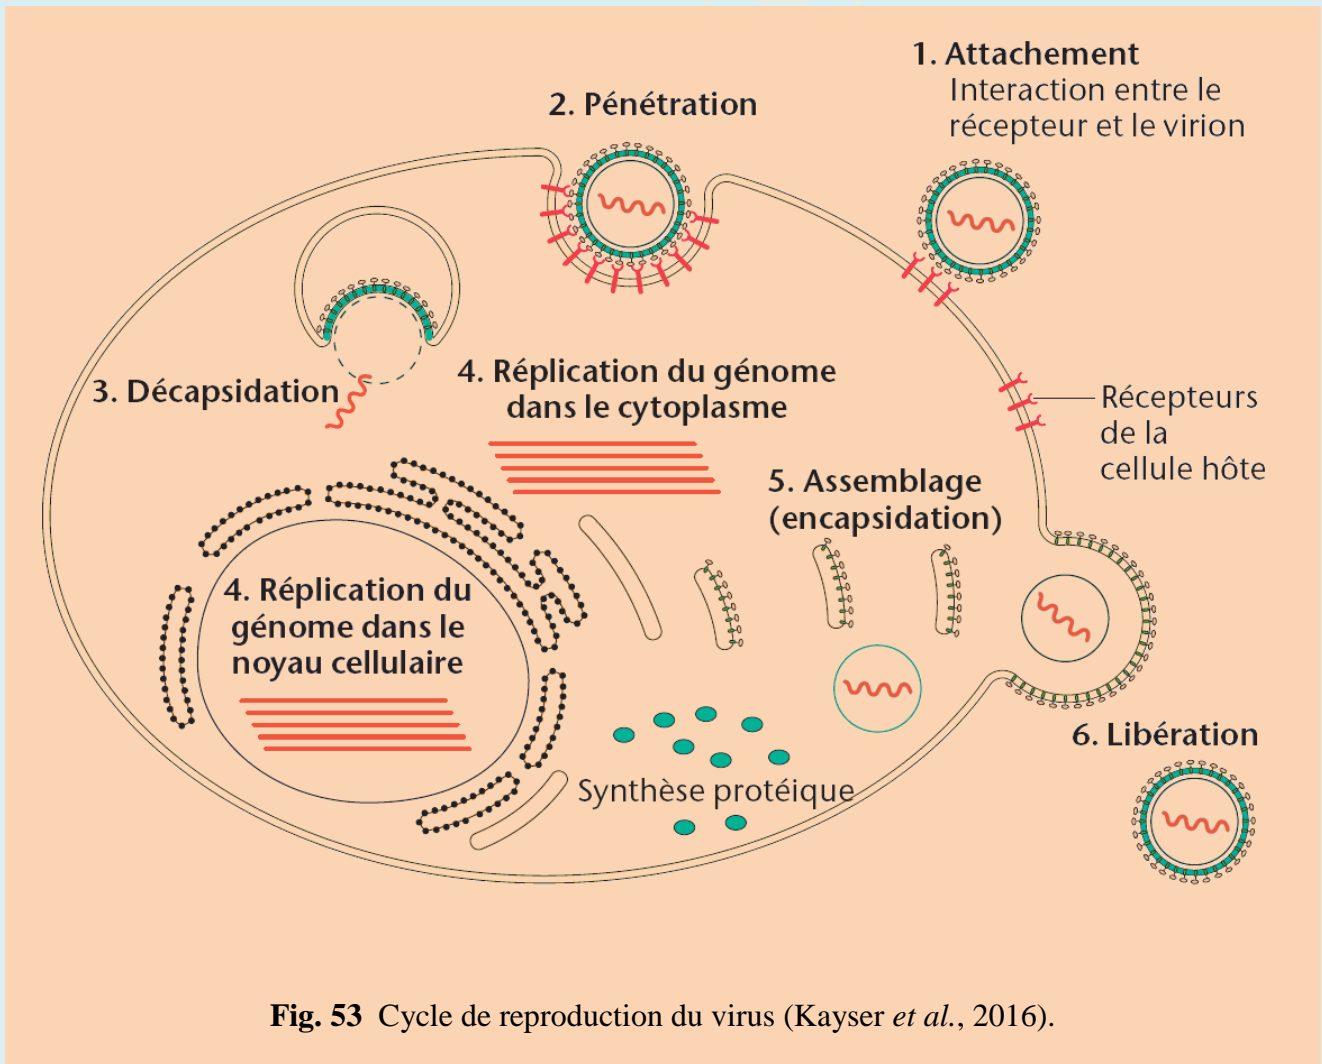 1. Attachement
Interaction entre le
récepteur et le virion
2. Pénétration
3. Décapsidation
4. Réplication du génome
dans le cytoplasme
Récepteurs
de la
cellule hôte
5. Assemblage
(encapsidation)
4. Réplication du
génome dans le
noyau cellulaire
6. Libération
Synthèse protéique
Fig. 53 Cycle de reproduction du virus (Kayser et al., 2016).